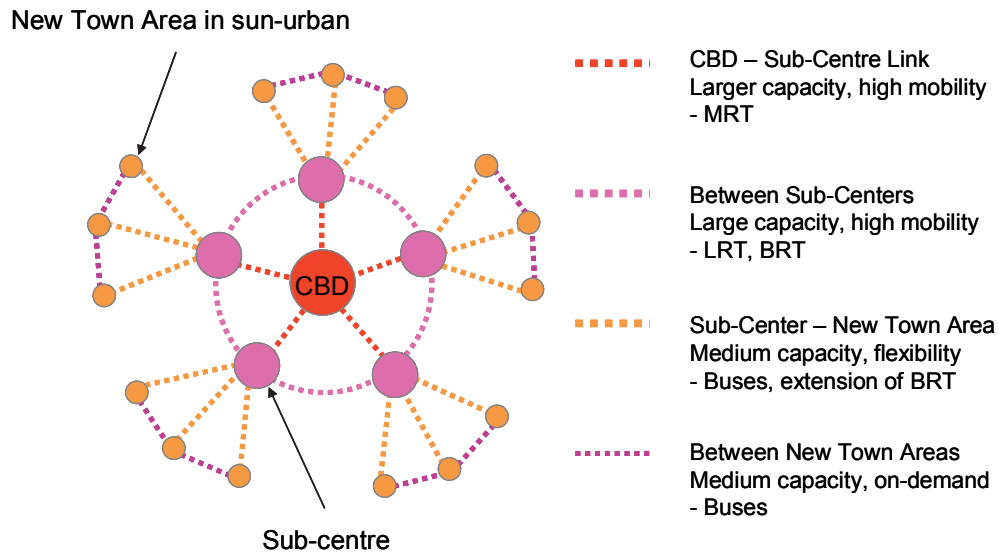 New Town Area in sun-urban
CBD
Sub-centre
CBD – Sub-Centre Link
Larger capacity, high mobility
- MRT
Between Sub-Centers
Large capacity, high mobility
- LRT, BRT
Sub-Center – New Town Area
Medium capacity, flexibility
- Buses, extension of BRT
Between New Town Areas
Medium capacity, on-demand
- Buses